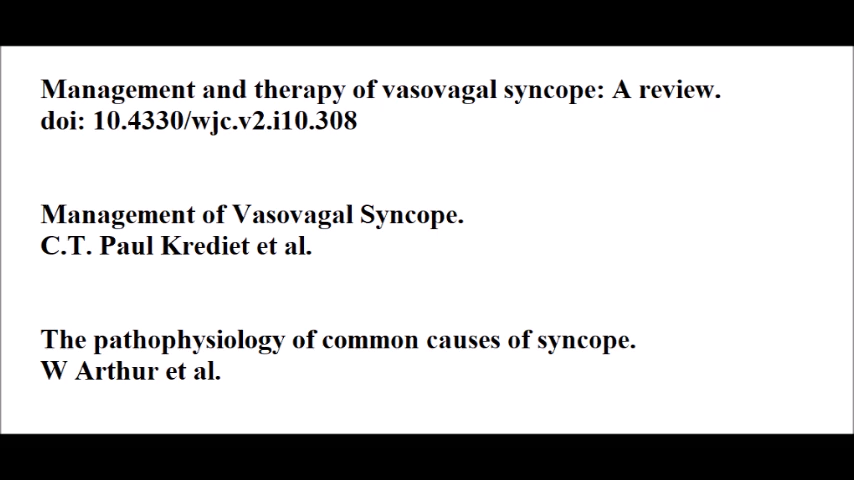 Management and therapy of vasovagal syncope: A review.
doi: 10.4330/wjc.v2.i10.308
Management of Vasovagal Syncope.
C.T. Paul Krediet et al.
The pathophysiology of common causes of syncope.
W Arthur et al.